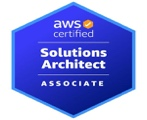 aws
certified
Solutions
Architect
ASSOCIATE